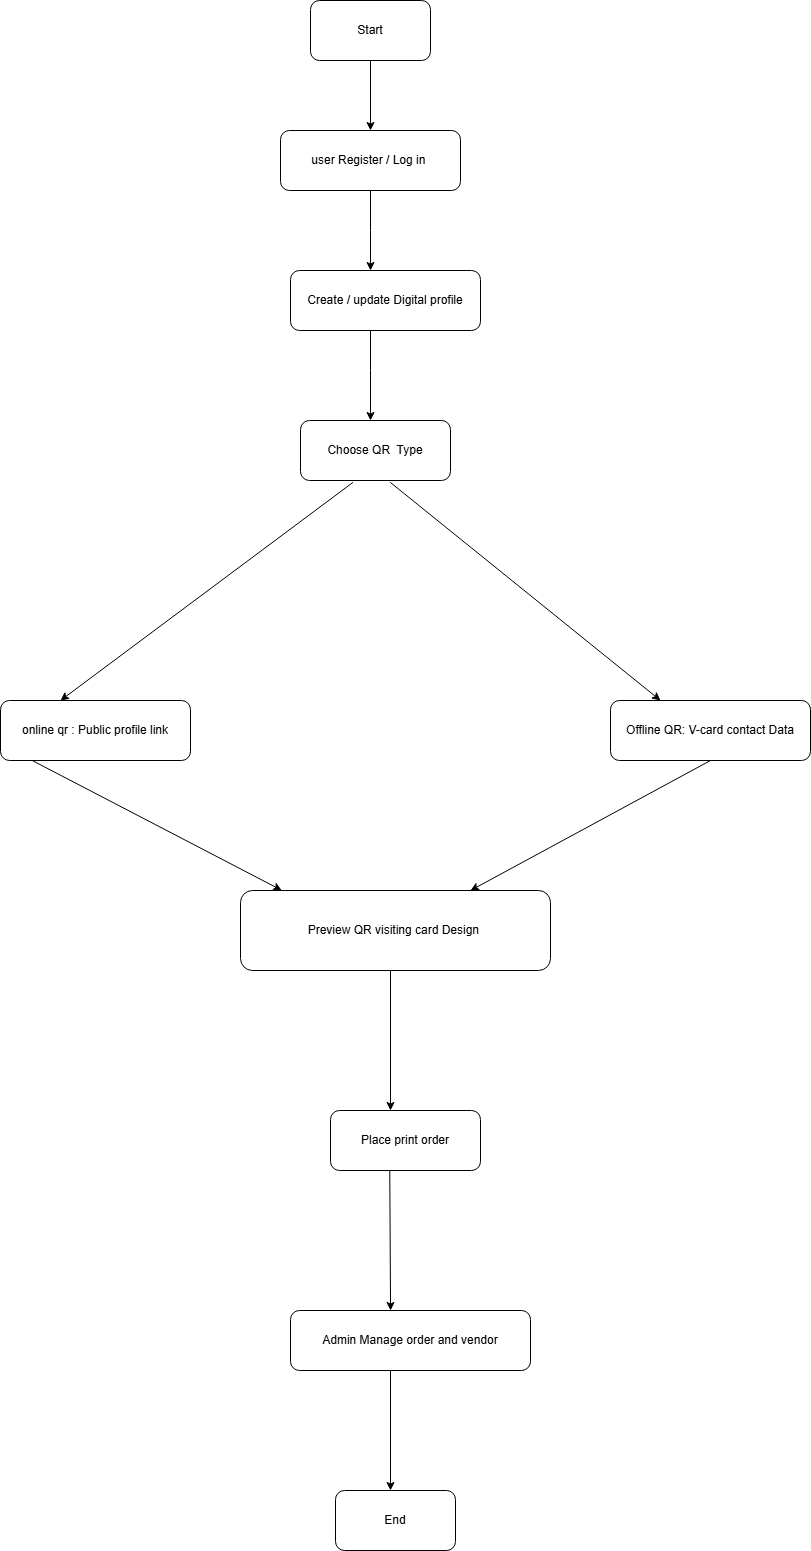 Start
user Register / Log in
Create / update Digital profile
Choose QR  Type
online qr : Public profile link
Offline QR: V-card contact Data
Preview QR visiting card Design
Place print order
Admin Manage order and vendor
End